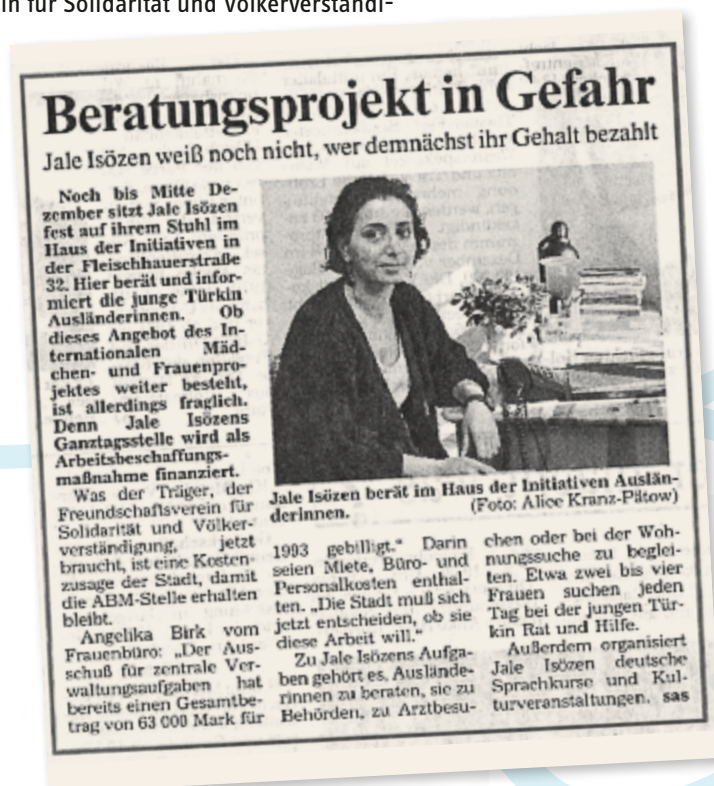 in für Solidarität und Völkerverständi-
Beratungsprojekt in Gefahr
Jale Isözen weiß noch nicht, wer demnächst ihr Gehalt bezahlt
Noch bis Mitte De-
zember sitzt Jale Isözen
fest auf ihrem Stuhl im
Haus der Initiativen in
der Fleischhauerstraße
32. Hier berät und infor-
miert die junge Türkin
Ausländerinnen. Ob
dieses Angebot des In-
ternationalen Mäd-
chen- und Frauenpro-
jektes weiter besteht,
ist allerdings fraglich.
Denn Jale Isözens
Ganztagsstelle wird als
Arbeitsbeschaffungs-
maßnahme finanziert.
Was der Träger, der
Freundschaftsverein für
Solidarität und Völker-
verständigung, jetzt
braucht, ist eine Kosten-
zusage der Stadt, damit
die ABM-Stelle erhalten
bleibt.
Angelika Birk vom
Frauenbüro: „Der Aus-
schuß für zentrale Ver-
waltungsaufgaben hat
bereits einen Gesamtbe-
trag von 63 000 Mark für
Jale Isözen berät im Haus der Initiativen Auslän-
derinnen. (Foto: Alice Kranz-Pätow)
1993 gebilligt.“ Darin
seien Miete, Büro- und
Personalkosten enthal-
ten. „Die Stadt muß sich
jetzt entscheiden, ob sie
diese Arbeit will.“
Zu Jale Isözens Aufga-
ben gehört es, Auslände-
rinnen zu beraten, sie zu
Behörden, zu Arztbesu-
chen oder bei der Woh-
nungssuche zu beglei-
ten. Etwa zwei bis vier
Frauen suchen jeden
Tag bei der jungen Tür-
kin Rat und Hilfe.
Außerdem organisiert
Jale Isözen deutsche
Sprachkurse und Kul-
turveranstaltungen. sas